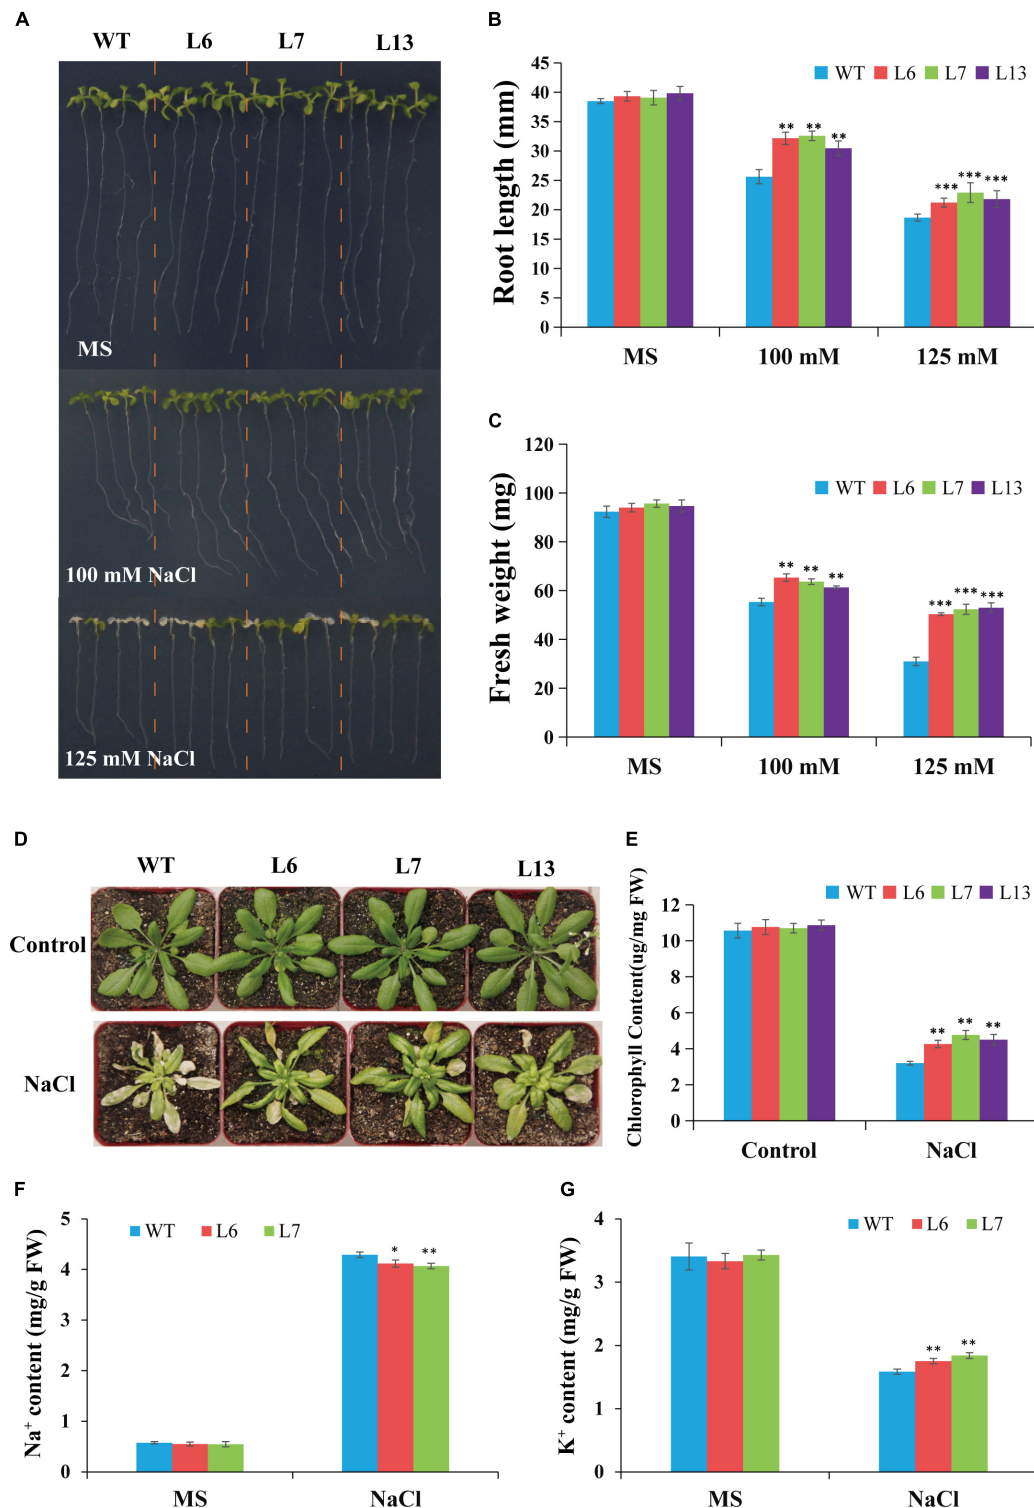 A
WT L6 L7 L13
MS
100 mM NaCl
125 mM NaCl
B
WT L6 L7 L13
Root length (mm)
45
40
35
30
25
20
15
10
5
0
** ** **
*** *** ***
MS 100 mM 125 mM
C
WT L6 L7 L13
Fresh weight (mg)
120
100
80
60
40
20
0
** ** **
*** *** ***
MS 100 mM 125 mM
D
WT L6 L7 L13
Control
NaCl
E
WT L6 L7 L13
Chlorophyll Content(ug/mg FW)
12
10
8
6
4
2
0
** ** **
Control NaCl
F
WT L6 L7
Na⁺ content (mg/g FW)
5
4
3
2
1
0
* **
MS NaCl
G
WT L6 L7
K⁺ content (mg/g FW)
4
3
2
1
0
** **
MS NaCl